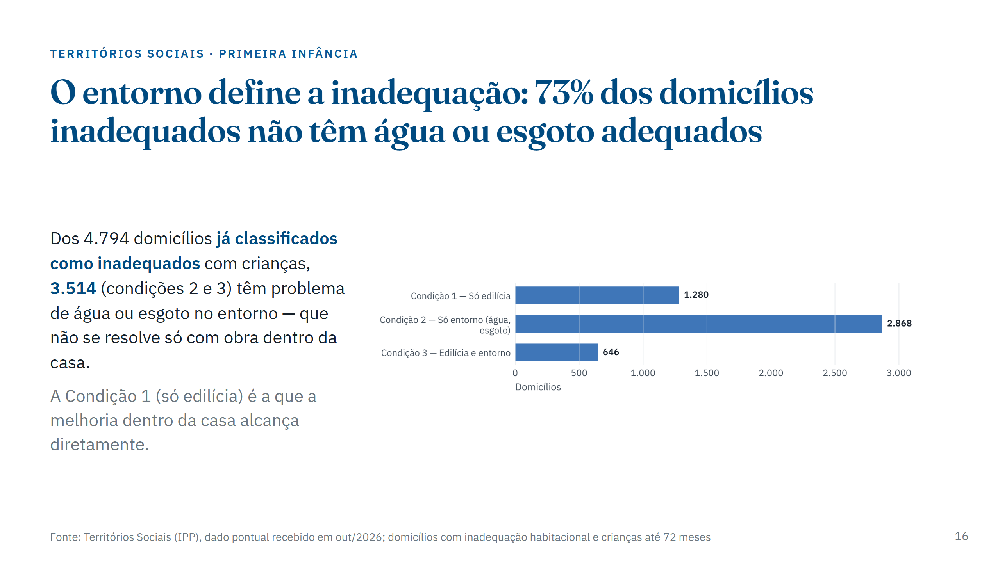 TERRITÓRIOS SOCIAIS · PRIMEIRA INFÂNCIA
O entorno define a inadequação: 73% dos domicílios
inadequados não têm água ou esgoto adequados
Dos 4.794 domicílios já classificados
como inadequados com crianças,
3.514 (condições 2 e 3) têm problema
de água ou esgoto no entorno — que
não se resolve só com obra dentro da
casa.
A Condição 1 (só edilícia) é a que a
melhoria dentro da casa alcança
diretamente.
Condição 1 — Só edilícia
1.280
Condição 2 — Só entorno (água,
esgoto)
2.868
Condição 3 — Edilícia e entorno
646
0 500 1.000 1.500 2.000 2.500 3.000
Domicílios
Fonte: Territórios Sociais (IPP), dado pontual recebido em out/2026; domicílios com inadequação habitacional e crianças até 72 meses
16